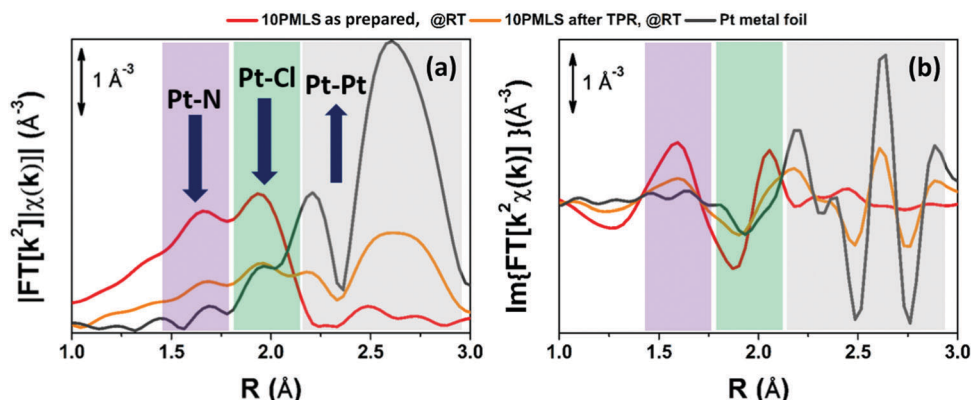 10PMLS as prepared, @RT 10PMLS after TPR, @RT Pt metal foil
(a)
1 Å⁻³
Pt-N
Pt-Cl
Pt-Pt
|FT[k²]|χ(k)|| (Å⁻³)
1.0 1.5 2.0 2.5 3.0
R (Å)
(b)
1 Å⁻³
Im{FT[k²χ(k)] }(Å⁻³)
1.0 1.5 2.0 2.5 3.0
R (Å)